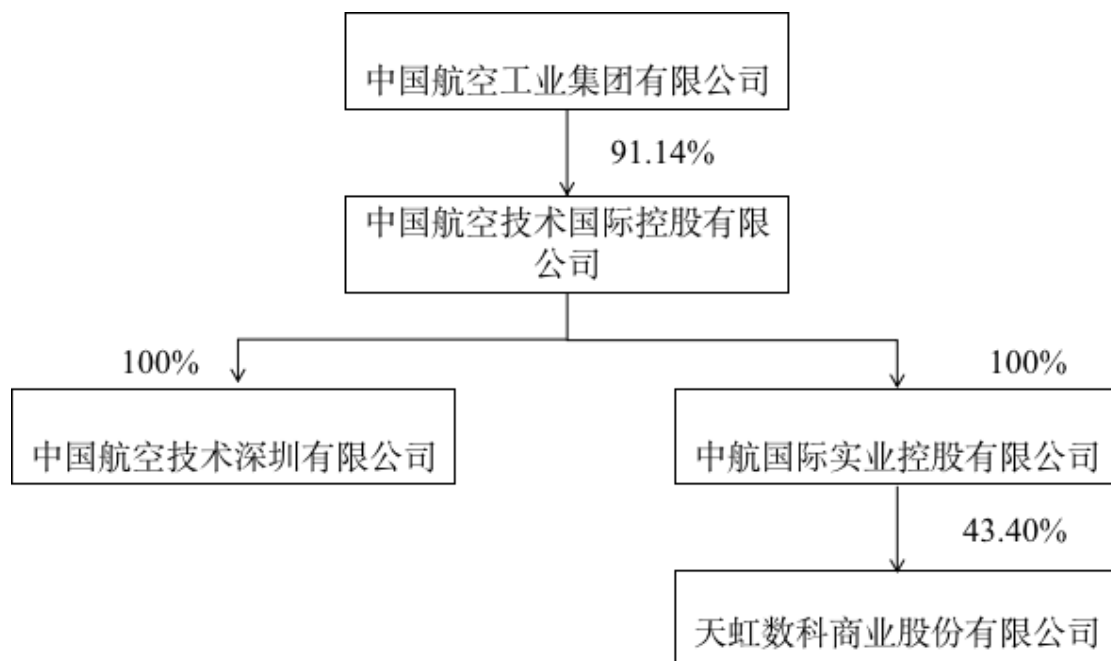 中国航空工业集团有限公司
91.14%
中国航空技术国际控股有限
公司
100%
100%
中国航空技术深圳有限公司
中航国际实业控股有限公司
43.40%
天虹数科商业股份有限公司